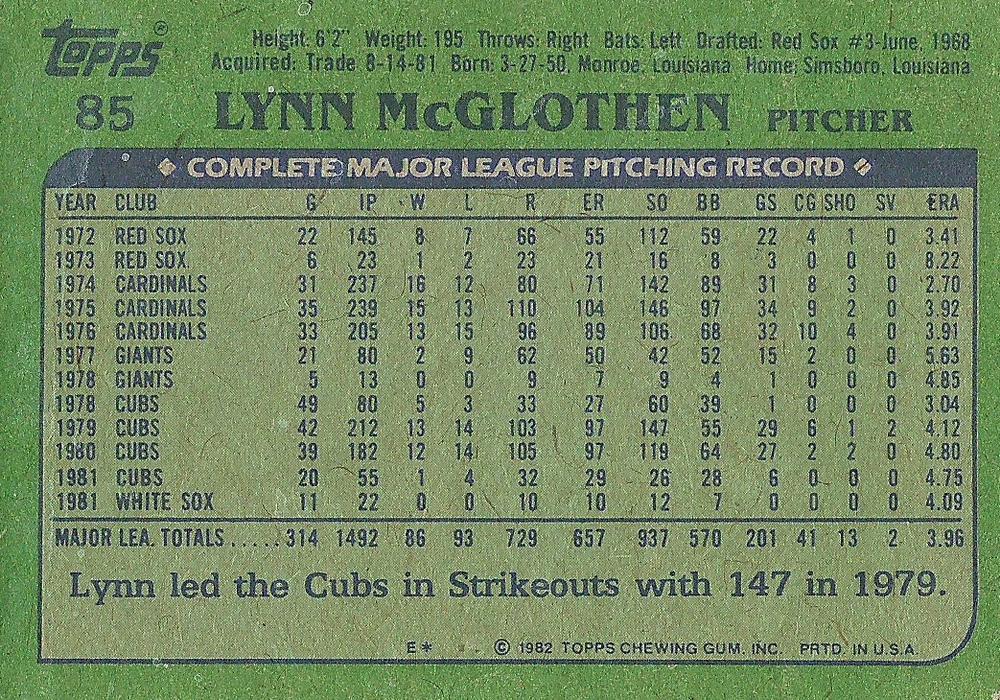 TOPPS®
Height: 6'2" Weight: 195 Throws: Right Bats: Left Drafted: Red Sox #3-June, 1968
Acquired: Trade 8-14-81 Born: 3-27-50, Monroe, Louisiana Home: Simsboro, Louisiana
85 LYNN McGLOTHEN PITCHER
COMPLETE MAJOR LEAGUE PITCHING RECORD
YEAR CLUB G IP W L R ER SO BB GS CG SHO SV ERA
1972 RED SOX 22 145 8 7 66 55 112 59 22 4 1 0 3.41
1973 RED SOX 6 23 1 2 23 21 16 8 3 0 0 0 8.22
1974 CARDINALS 31 237 16 12 80 71 142 89 31 8 3 0 2.70
1975 CARDINALS 35 239 15 13 110 104 146 97 34 9 2 0 3.92
1976 CARDINALS 33 205 13 15 96 89 106 68 32 10 4 0 3.91
1977 GIANTS 21 80 2 9 62 50 42 52 15 2 0 0 5.63
1978 GIANTS 5 13 0 0 9 7 9 4 1 0 0 0 4.85
1978 CUBS 49 80 5 3 33 27 60 39 1 0 0 0 3.04
1979 CUBS 42 212 13 14 103 97 147 55 29 6 1 2 4.12
1980 CUBS 39 182 12 14 105 97 119 64 27 2 2 0 4.80
1981 CUBS 20 55 1 4 32 29 26 28 6 0 0 0 4.75
1981 WHITE SOX 11 22 0 0 10 10 12 7 0 0 0 0 4.09
MAJOR LEA. TOTALS.....314 1492 86 93 729 657 937 570 201 41 13 2 3.96
Lynn led the Cubs in Strikeouts with 147 in 1979.
E* © 1982 TOPPS CHEWING GUM, INC. PRTD. IN U.S.A.